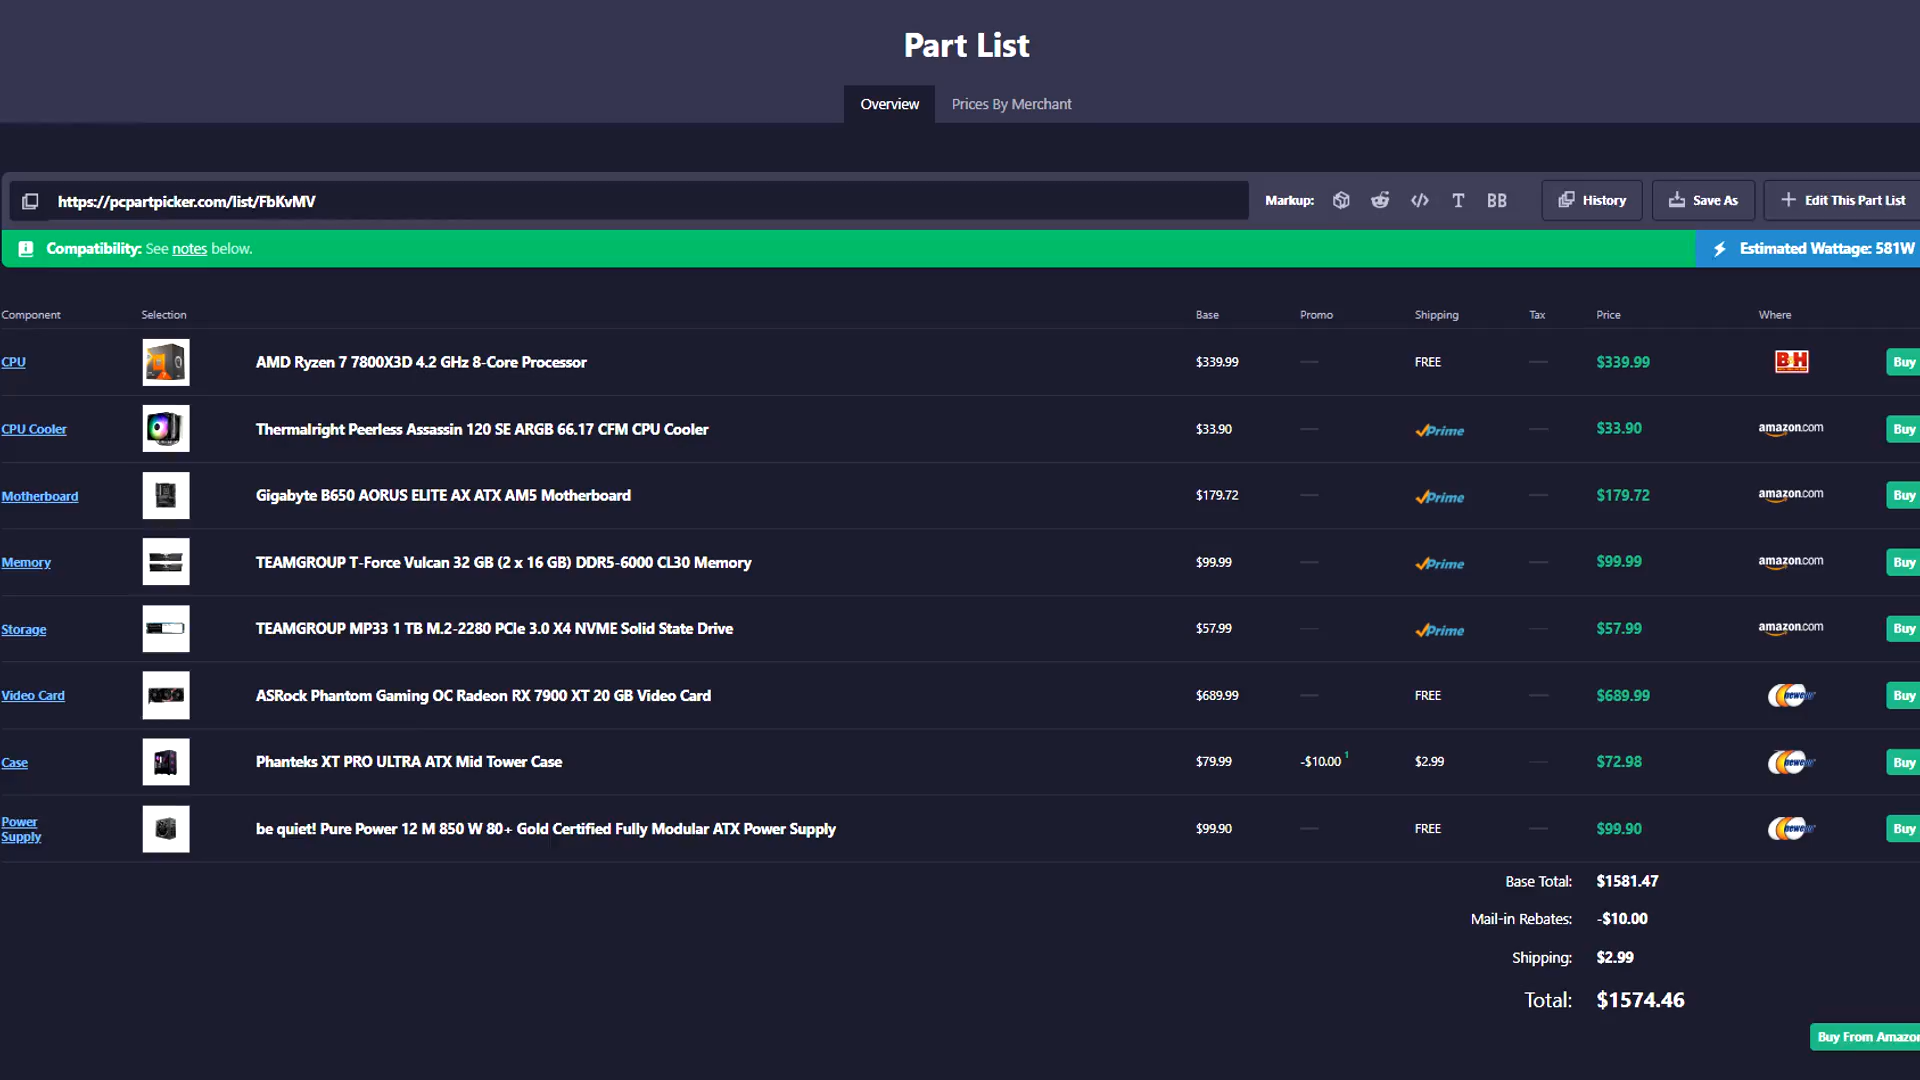 Part List
Overview Prices By Merchant
https://pcpartpicker.com/list/FbKvMV Markup: T BB History Save As + Edit This Part List
Compatibility: See notes below. Estimated Wattage: 581W
Component Selection Base Promo Shipping Tax Price Where
CPU AMD Ryzen 7 7800X3D 4.2 GHz 8-Core Processor $339.99 — FREE — $339.99 B&H Buy
CPU Cooler Thermalright Peerless Assassin 120 SE ARGB 66.17 CFM CPU Cooler $33.90 — Prime — $33.90 amazon.com Buy
Motherboard Gigabyte B650 AORUS ELITE AX ATX AM5 Motherboard $179.72 — Prime — $179.72 amazon.com Buy
Memory TEAMGROUP T-Force Vulcan 32 GB (2 x 16 GB) DDR5-6000 CL30 Memory $99.99 — Prime — $99.99 amazon.com Buy
Storage TEAMGROUP MP33 1 TB M.2-2280 PCIe 3.0 X4 NVME Solid State Drive $57.99 — Prime — $57.99 amazon.com Buy
Video Card ASRock Phantom Gaming OC Radeon RX 7900 XT 20 GB Video Card $689.99 — FREE — $689.99 newegg Buy
Case Phanteks XT PRO ULTRA ATX Mid Tower Case $79.99 -$10.00 1 $2.99 — $72.98 newegg Buy
Power
Supply be quiet! Pure Power 12 M 850 W 80+ Gold Certified Fully Modular ATX Power Supply $99.90 — FREE — $99.90 newegg Buy
Base Total: $1581.47
Mail-in Rebates: -$10.00
Shipping: $2.99
Total: $1574.46
Buy From Amazon